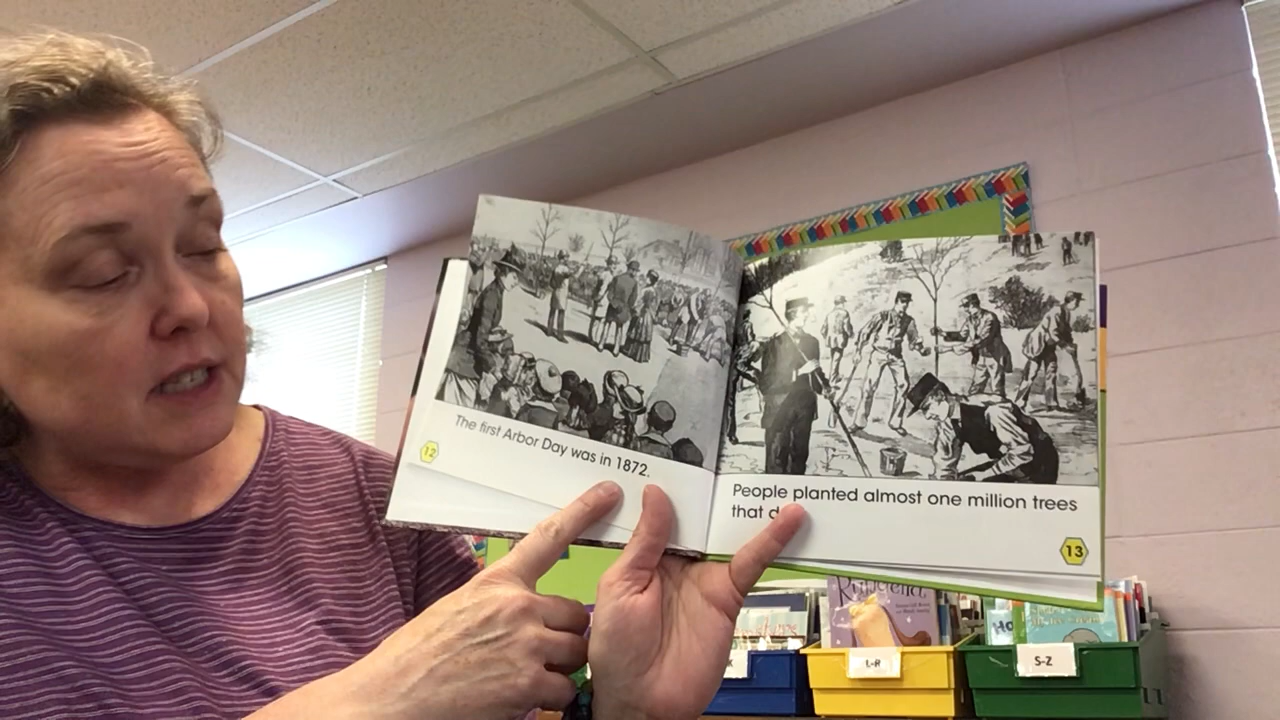 The first Arbor Day was in 1872.
12
People planted almost one million trees
that
13
L-R
S-Z